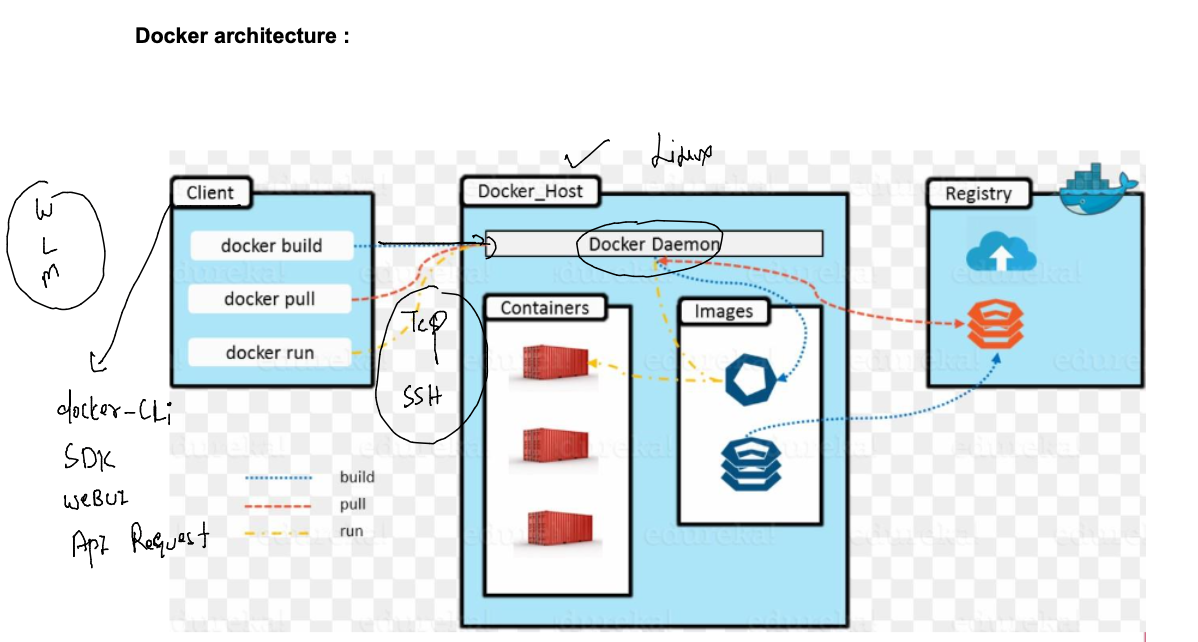 Docker architecture :
Linux
W
L
M
Client
docker build
docker pull
docker run
Docker_Host
Docker Daemon
Containers
Images
Registry
TCP
SSH
docker-CLi
SDK
WeBUI
ApI Request
build
pull
run
edureka!